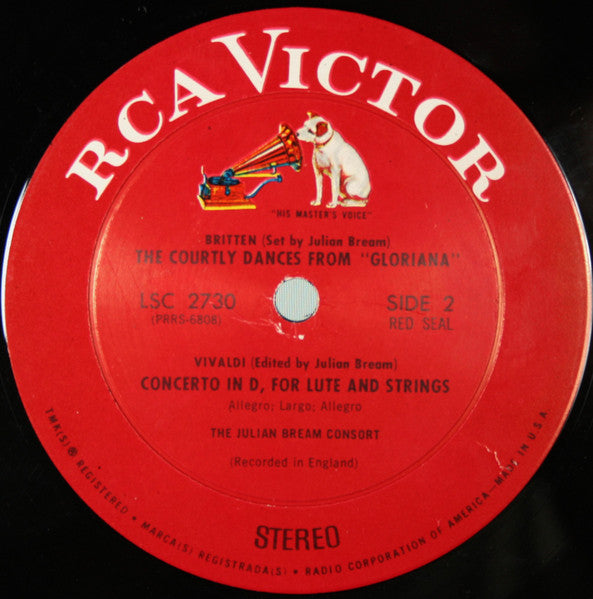 RCA VICTOR
"HIS MASTER'S VOICE"
BRITTEN (Set by Julian Bream)
THE COURTLY DANCES FROM "GLORIANA"
LSC 2730
(PRRS-6808)
SIDE 2
RED SEAL
VIVALDI (Edited by Julian Bream)
CONCERTO IN D, FOR LUTE AND STRINGS
Allegro; Largo; Allegro
THE JULIAN BREAM CONSORT
(Recorded in England)
STEREO
TMK(S) ® REGISTERED • MARCA(S) REGISTRADA(S) • RADIO CORPORATION OF AMERICA—MADE IN U.S.A.